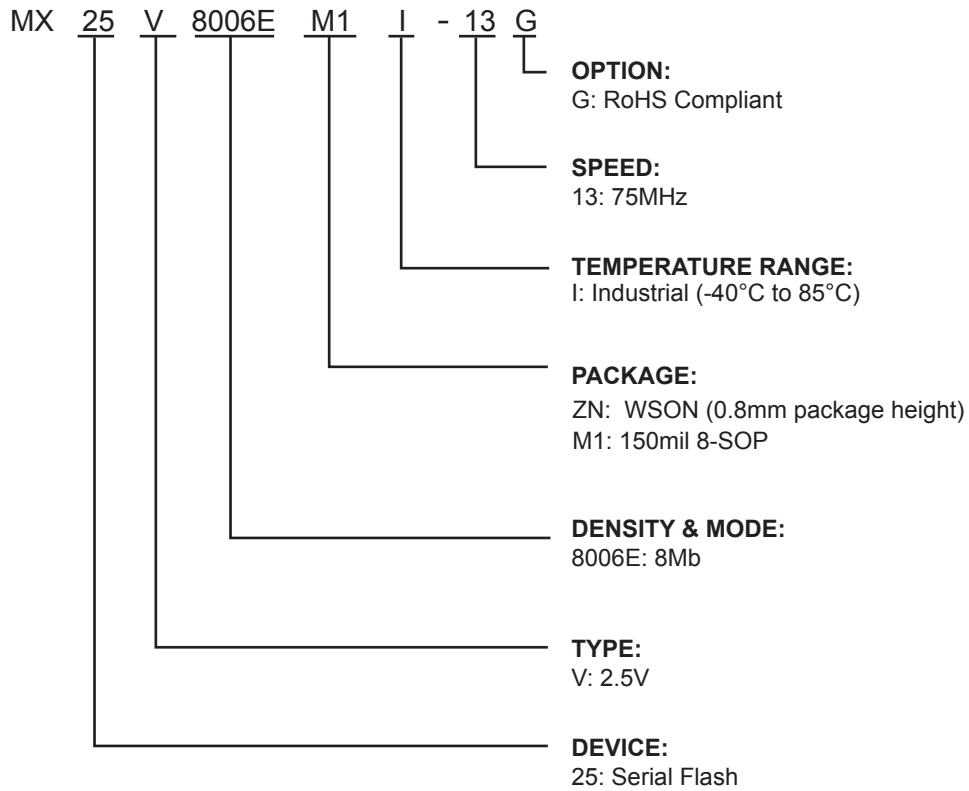 MX 25 V 8006E M1 I - 13 G
OPTION:
G: RoHS Compliant
SPEED:
13: 75MHz
TEMPERATURE RANGE:
I: Industrial (-40°C to 85°C)
PACKAGE:
ZN: WSON (0.8mm package height)
M1: 150mil 8-SOP
DENSITY & MODE:
8006E: 8Mb
TYPE:
V: 2.5V
DEVICE:
25: Serial Flash